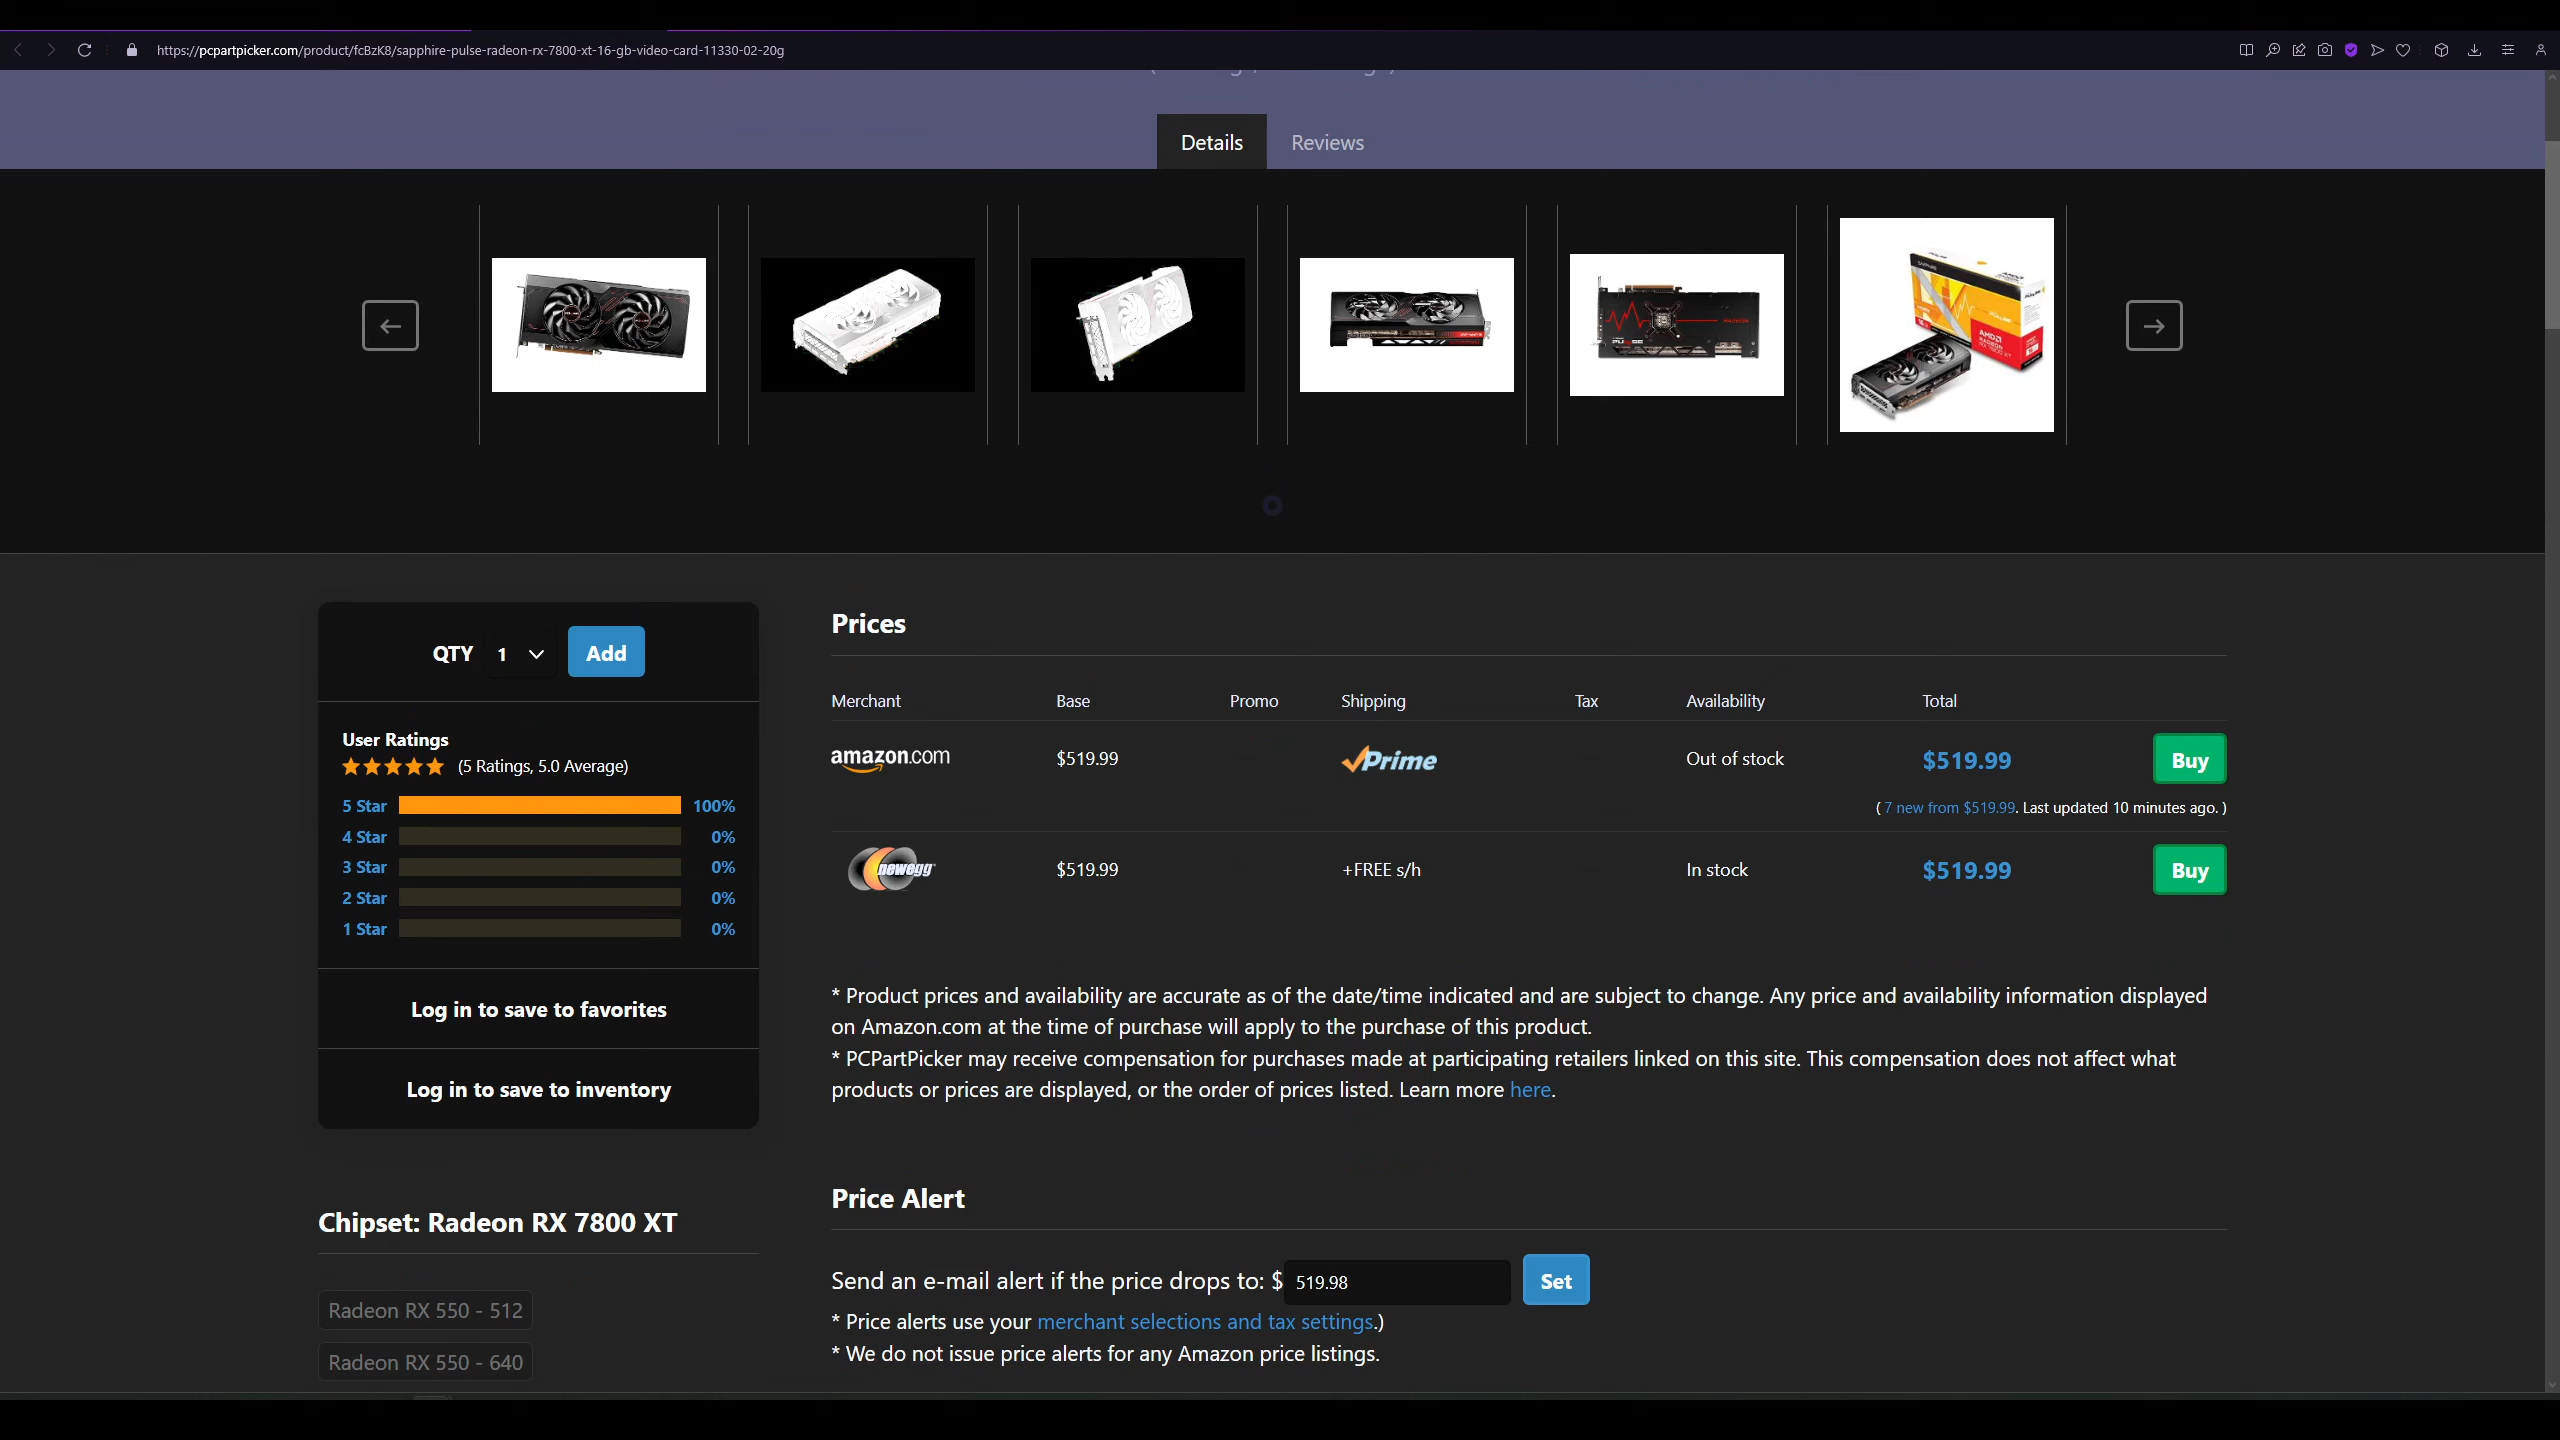 https://pcpartpicker.com/product/fcBzK8/sapphire-pulse-radeon-rx-7800-xt-16-gb-video-card-11330-02-20g
Details
Reviews
QTY 1 Add
User Ratings
(5 Ratings, 5.0 Average)
5 Star 100%
4 Star 0%
3 Star 0%
2 Star 0%
1 Star 0%
Log in to save to favorites
Log in to save to inventory
Chipset: Radeon RX 7800 XT
Radeon RX 550 - 512
Radeon RX 550 - 640
Prices
Merchant Base Promo Shipping Tax Availability Total
amazon.com $519.99 Prime Out of stock $519.99 Buy
( 7 new from $519.99. Last updated 10 minutes ago. )
newegg $519.99 +FREE s/h In stock $519.99 Buy
* Product prices and availability are accurate as of the date/time indicated and are subject to change. Any price and availability information displayed
on Amazon.com at the time of purchase will apply to the purchase of this product.
* PCPartPicker may receive compensation for purchases made at participating retailers linked on this site. This compensation does not affect what
products or prices are displayed, or the order of prices listed. Learn more here.
Price Alert
Send an e-mail alert if the price drops to: $ 519.98 Set
* Price alerts use your merchant selections and tax settings.)
* We do not issue price alerts for any Amazon price listings.